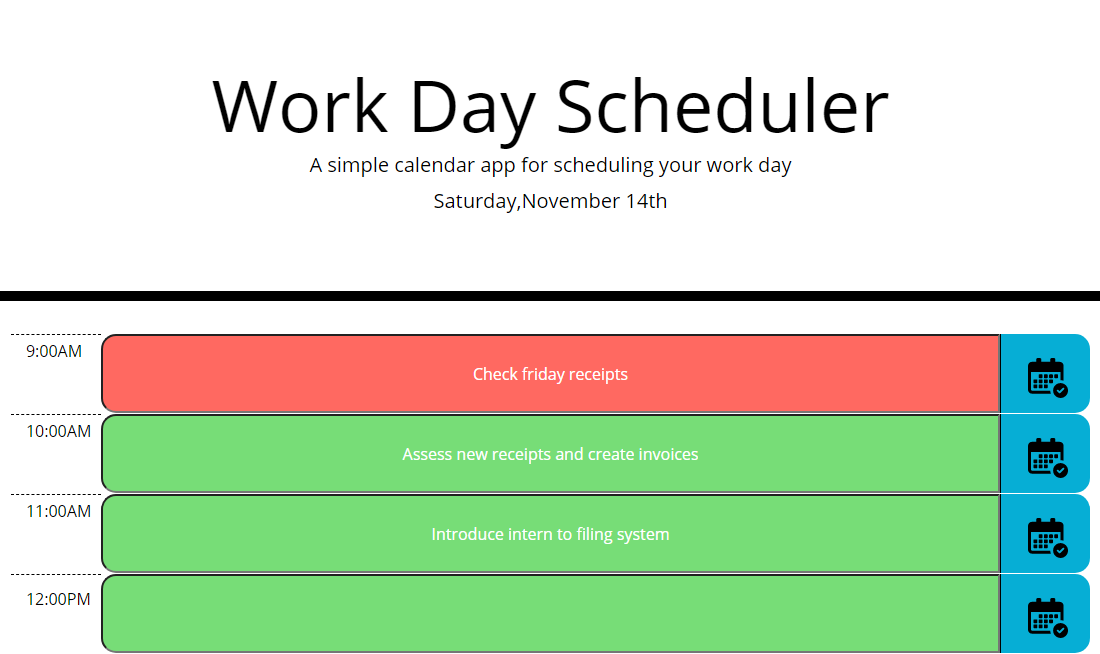 Work Day Scheduler
A simple calendar app for scheduling your work day
Saturday,November 14th
9:00AM
Check friday receipts
10:00AM
Assess new receipts and create invoices
11:00AM
Introduce intern to filing system
12:00PM